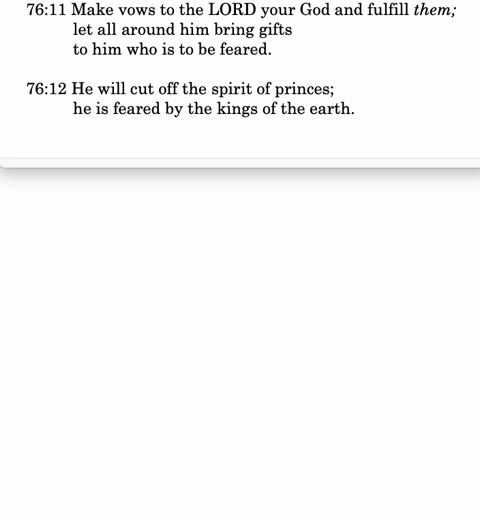 76:11 Make vows to the LORD your God and fulfill them;
let all around him bring gifts
to him who is to be feared.
76:12 He will cut off the spirit of princes;
he is feared by the kings of the earth.